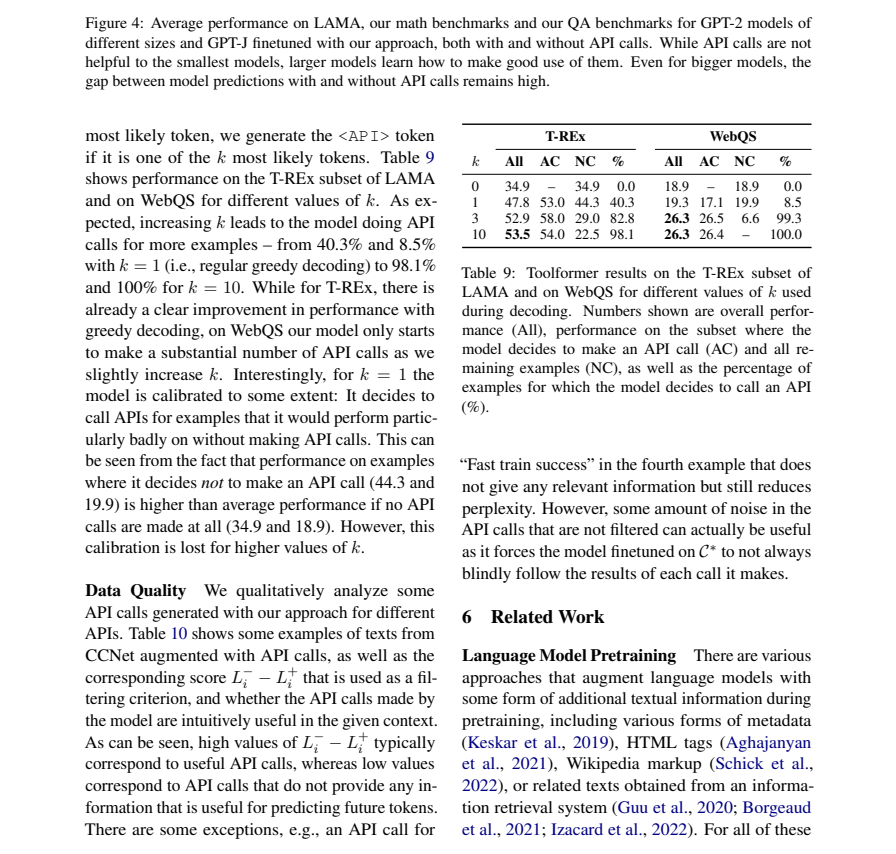 Figure 4: Average performance on LAMA, our math benchmarks and our QA benchmarks for GPT-2 models of
different sizes and GPT-J finetuned with our approach, both with and without API calls. While API calls are not
helpful to the smallest models, larger models learn how to make good use of them. Even for bigger models, the
gap between model predictions with and without API calls remains high.
most likely token, we generate the <API> token
if it is one of the k most likely tokens. Table 9
shows performance on the T-REx subset of LAMA
and on WebQS for different values of k. As ex-
pected, increasing k leads to the model doing API
calls for more examples – from 40.3% and 8.5%
with k = 1 (i.e., regular greedy decoding) to 98.1%
and 100% for k = 10. While for T-REx, there is
already a clear improvement in performance with
greedy decoding, on WebQS our model only starts
to make a substantial number of API calls as we
slightly increase k. Interestingly, for k = 1 the
model is calibrated to some extent: It decides to
call APIs for examples that it would perform partic-
ularly badly on without making API calls. This can
be seen from the fact that performance on examples
where it decides not to make an API call (44.3 and
19.9) is higher than average performance if no API
calls are made at all (34.9 and 18.9). However, this
calibration is lost for higher values of k.
Data Quality We qualitatively analyze some
API calls generated with our approach for different
APIs. Table 10 shows some examples of texts from
CCNet augmented with API calls, as well as the
corresponding score L_i^- − L_i^+ that is used as a fil-
tering criterion, and whether the API calls made by
the model are intuitively useful in the given context.
As can be seen, high values of L_i^- − L_i^+ typically
correspond to useful API calls, whereas low values
correspond to API calls that do not provide any in-
formation that is useful for predicting future tokens.
There are some exceptions, e.g., an API call for
T-REx WebQS
k All AC NC % All AC NC %
0 34.9 – 34.9 0.0 18.9 – 18.9 0.0
1 47.8 53.0 44.3 40.3 19.3 17.1 19.9 8.5
3 52.9 58.0 29.0 82.8 26.3 26.5 6.6 99.3
10 53.5 54.0 22.5 98.1 26.3 26.4 – 100.0
Table 9: Toolformer results on the T-REx subset of
LAMA and on WebQS for different values of k used
during decoding. Numbers shown are overall perfor-
mance (All), performance on the subset where the
model decides to make an API call (AC) and all re-
maining examples (NC), as well as the percentage of
examples for which the model decides to call an API
(%).
“Fast train success” in the fourth example that does
not give any relevant information but still reduces
perplexity. However, some amount of noise in the
API calls that are not filtered can actually be useful
as it forces the model finetuned on C* to not always
blindly follow the results of each call it makes.
6 Related Work
Language Model Pretraining There are various
approaches that augment language models with
some form of additional textual information during
pretraining, including various forms of metadata
(Keskar et al., 2019), HTML tags (Aghajanyan
et al., 2021), Wikipedia markup (Schick et al.,
2022), or related texts obtained from an informa-
tion retrieval system (Guu et al., 2020; Borgeaud
et al., 2021; Izacard et al., 2022). For all of these